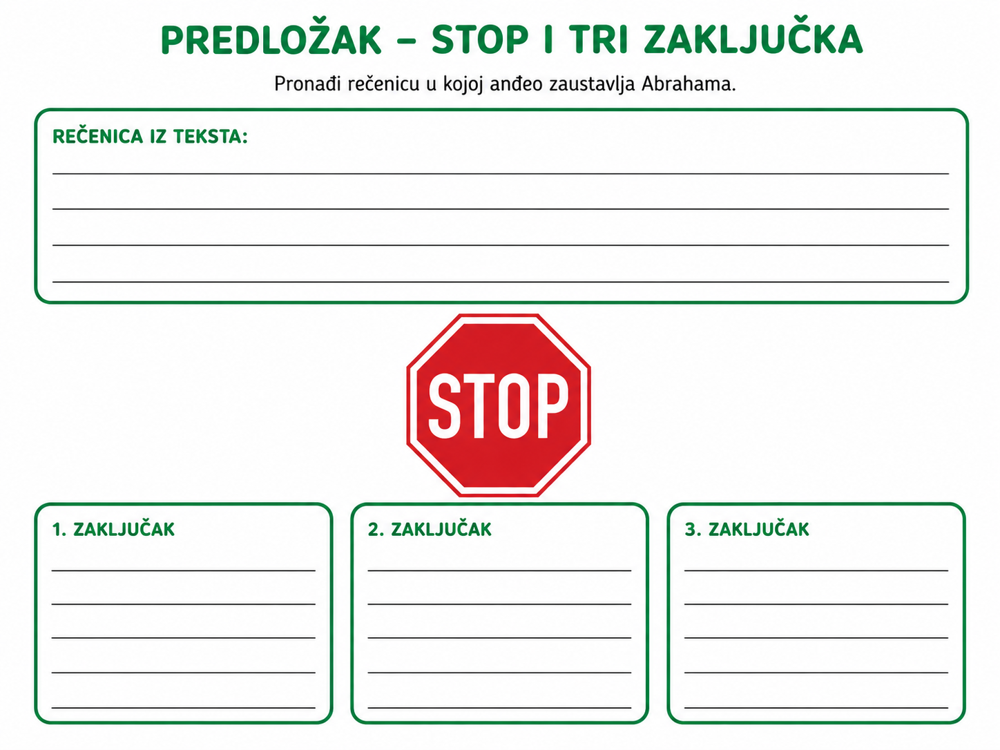 PREDLOŽAK – STOP I TRI ZAKLJUČKA
Pronađi rečenicu u kojoj anđeo zaustavlja Abrahama.
REČENICA IZ TEKSTA:
STOP
1. ZAKLJUČAK
2. ZAKLJUČAK
3. ZAKLJUČAK